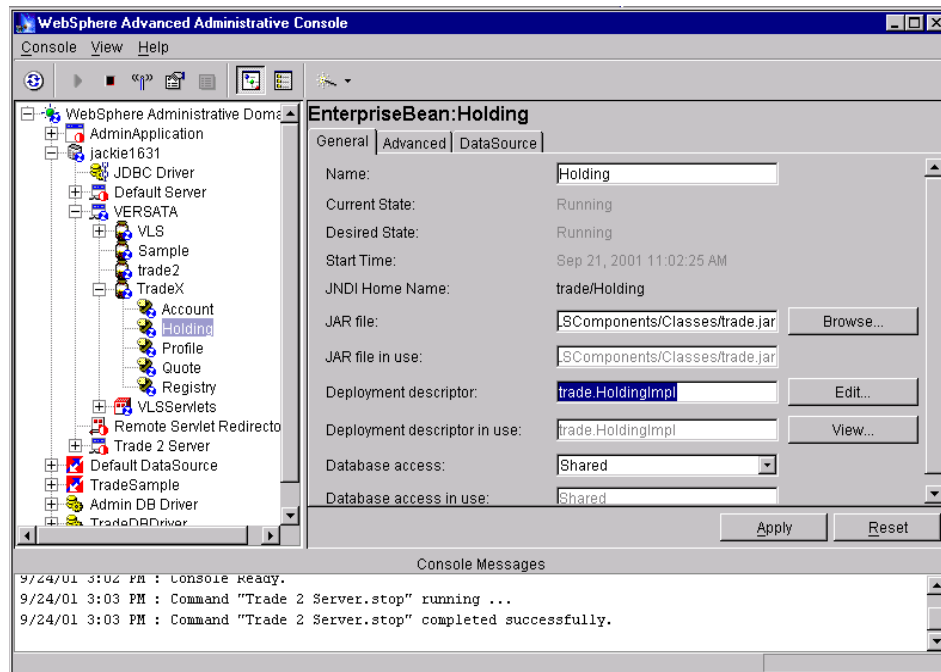 WebSphere Advanced Administrative Console
Console View Help
WebSphere Administrative Doma
AdminApplication
jackie1631
JDBC Driver
Default Server
VERSATA
VLS
Sample
trade2
TradeX
Account
Holding
Profile
Quote
Registry
VLSServlets
Remote Servlet Redirecto
Trade 2 Server
Default DataSource
TradeSample
Admin DB Driver
TradeDBDriver
EnterpriseBean:Holding
General Advanced DataSource
Name: Holding
Current State: Running
Desired State: Running
Start Time: Sep 21, 2001 11:02:25 AM
JNDI Home Name: trade/Holding
JAR file: .SComponents/Classes/trade.jar Browse...
JAR file in use: .SComponents/Classes/trade.jar
Deployment descriptor: trade.HoldingImpl Edit...
Deployment descriptor in use: trade.HoldingImpl View...
Database access: Shared
Database access in use: Shared
Apply Reset
Console Messages
9/24/01 3:02 PM : Console Ready.
9/24/01 3:03 PM : Command "Trade 2 Server.stop" running ...
9/24/01 3:03 PM : Command "Trade 2 Server.stop" completed successfully.